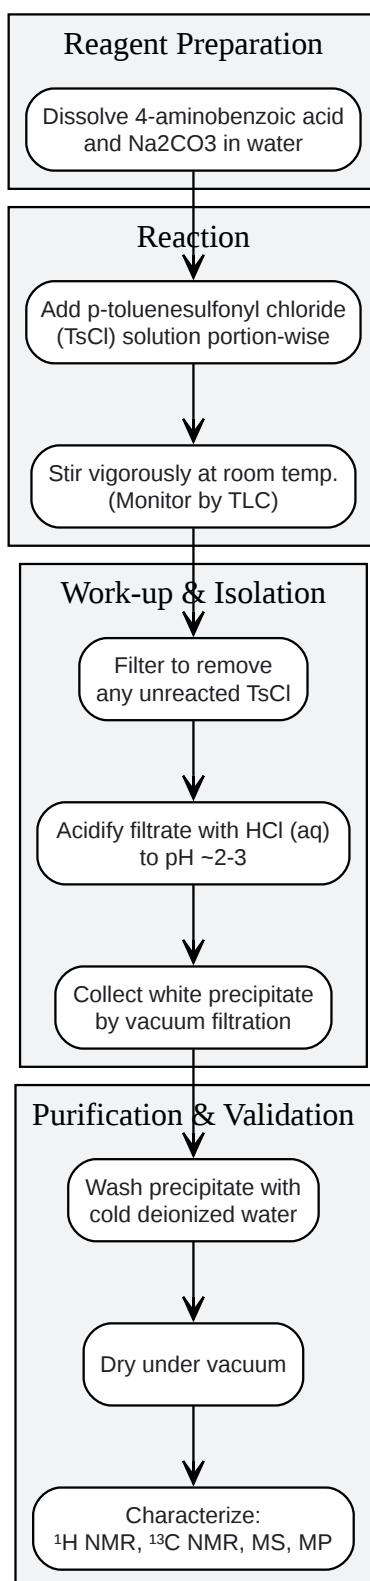 Reagent Preparation
Dissolve 4-aminobenzoic acid
and Na2CO3 in water
Reaction
Add p-toluenesulfonyl chloride
(TsCl) solution portion-wise
Stir vigorously at room temp.
(Monitor by TLC)
Work-up & Isolation
Filter to remove
any unreacted TsCl
Acidify filtrate with HCl (aq)
to pH ~2-3
Collect white precipitate
by vacuum filtration
Purification & Validation
Wash precipitate with
cold deionized water
Dry under vacuum
Characterize:
¹H NMR, ¹³C NMR, MS, MP